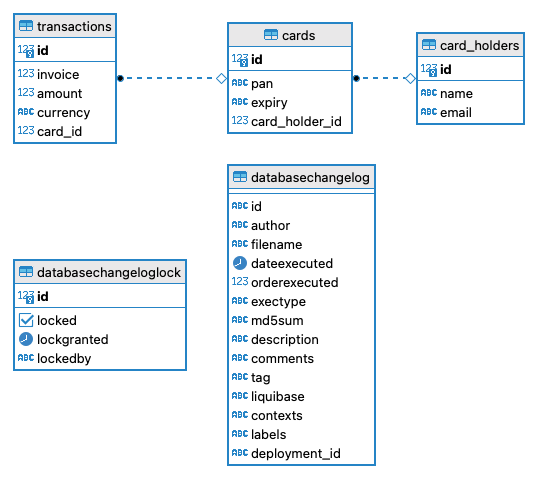 transactions
123 id
123 invoice
123 amount
ABC currency
123 card_id
cards
123 id
ABC pan
ABC expiry
123 card_holder_id
card_holders
123 id
ABC name
ABC email
databasechangeloglock
123 id
locked
lockgranted
ABC lockedby
databasechangelog
ABC id
ABC author
ABC filename
dateexecuted
123 orderexecuted
ABC exectype
ABC md5sum
ABC description
ABC comments
ABC tag
ABC liquibase
ABC contexts
ABC labels
ABC deployment_id